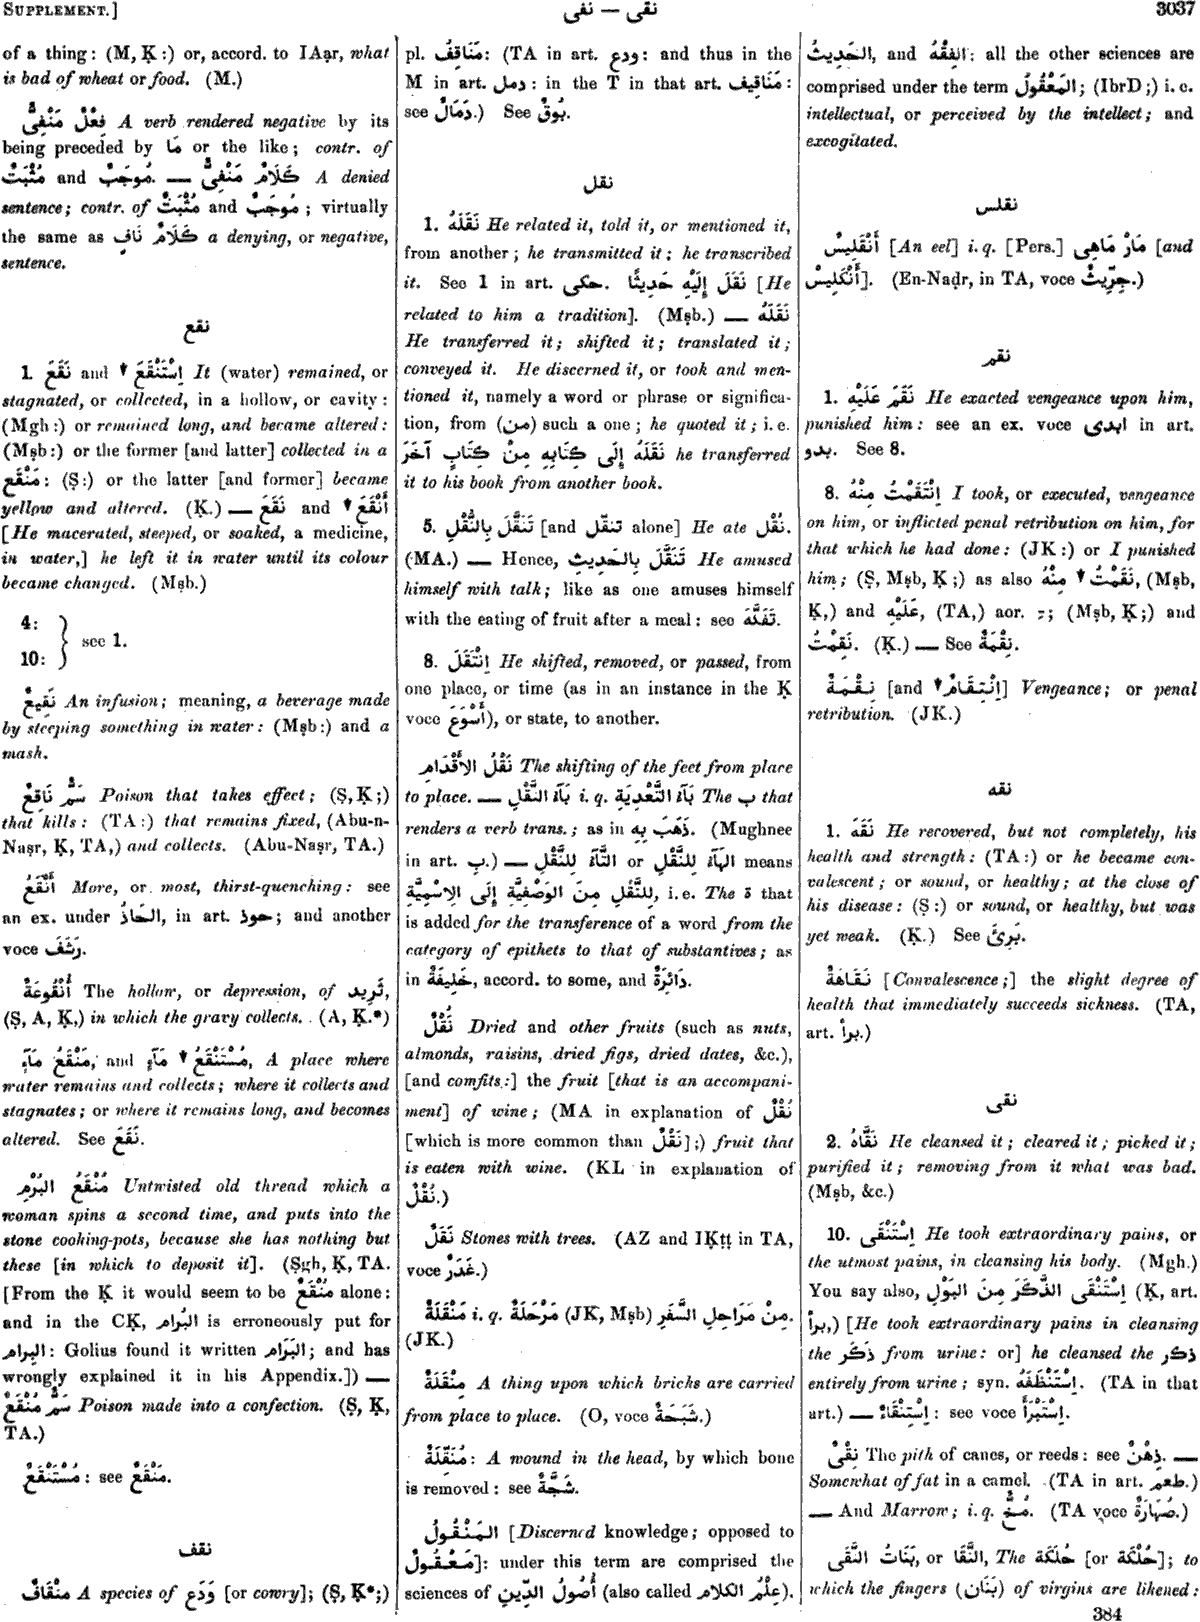 SUPPLEMENT.]
نفى — نقى
3037
of a thing: (M, Ḳ:) or, accord. to IAạr, what
is bad of wheat or food. (M.)
فِعْلٌ مَنْفِىٌّ A verb rendered negative by its
being preceded by مَا or the like; contr. of
مُثْبَتٌ and مُوجَبٌ. — كَلَامٌ مَنْفِىٌّ A denied
sentence; contr. of مُثْبَتٌ and مُوجَبٌ; virtually
the same as كَلَامٌ نَافٍ a denying, or negative,
sentence.
نقع
1. نَقَعَ and ↓ اِسْتَنْقَعَ It (water) remained, or
stagnated, or collected, in a hollow, or cavity:
(Mgh:) or remained long, and became altered:
(Mṣb:) or the former [and latter] collected in a
مَنْقَع: (Ṣ:) or the latter [and former] became
yellow and altered. (Ḳ.) — نَقَعَ and ↓ أَنْقَعَ
[He macerated, steeped, or soaked, a medicine,
in water,] he left it in water until its colour
became changed. (Mṣb.)
4:
10: } see 1.
نَقِيعٌ An infusion; meaning, a beverage made
by steeping something in water: (Mṣb:) and a
mash.
سَمٌّ نَاقِعٌ Poison that takes effect; (Ṣ, Ḳ;)
that kills: (TA:) that remains fixed, (Abu-n-
Naṣr, Ḳ, TA,) and collects. (Abu-Naṣr, TA.)
أَنْقَعُ More, or most, thirst-quenching: see
an ex. under الحَاذُ, in art. حوذ; and another
voce رَشَفَ.
أُنْقُوعَةٌ The hollow, or depression, of ثَرِيد,
(Ṣ, A, Ḳ,) in which the gravy collects. (A, Ḳ.*)
مَنْقَعُ مَآءٍ, and ↓ مُسْتَنْقَعُ مَآءٍ, A place where
water remains and collects; where it collects and
stagnates; or where it remains long, and becomes
altered. See نَقَعَ.
مُنْقَعُ البُرَمِ Untwisted old thread which a
woman spins a second time, and puts into the
stone cooking-pots, because she has nothing but
these [in which to deposit it]. (Ṣgh, Ḳ, TA.
[From the Ḳ it would seem to be مُنْقَعٌ alone:
and in the CḲ, البُرام is erroneously put for
البِرام: Golius found it written البَرَام; and has
wrongly explained it in his Appendix.]) —
سَمٌّ مُنْقَعٌ Poison made into a confection. (Ṣ, Ḳ,
TA.)
مُسْتَنْقَعٌ: see مَنْقَعٌ.
نقف
مِنْقَافٌ A species of وَدَع [or cowry]; (Ṣ, Ḳ*;)
pl. مَنَاقِفُ: (TA in art. ودع: and thus in the
M in art. دمل: in the T in that art. مَنَاقِيف:
see دَمَالٌ.) See بُوقٌ.
نقل
1. نَقَلَهُ He related it, told it, or mentioned it,
from another; he transmitted it; he transcribed
it. See 1 in art. حكى. نَقَلَ إِلَيْهِ حَدِيثًا [He
related to him a tradition]. (Mṣb.) — نَقَلَهُ
He transferred it; shifted it; translated it;
conveyed it. He discerned it, or took and men-
tioned it, namely a word or phrase or significa-
tion, from (من) such a one; he quoted it; i.e.
نَقَلَهُ إِلَى كِتَابِهِ مِنْ كِتَابٍ آخَرَ he transferred
it to his book from another book.
5. تَنَقَّلَ بِالنُّقْلِ [and تنقّل alone] He ate نُقْل.
(MA.) — Hence, تَنَقَّلَ بِالحَدِيثِ He amused
himself with talk; like as one amuses himself
with the eating of fruit after a meal: see تَفَكَّهَ.
8. اِنْتَقَلَ He shifted, removed, or passed, from
one place, or time (as in an instance in the Ḳ
voce أَسْوَعَ), or state, to another.
نَقْلُ الأَقْدَامِ The shifting of the feet from place
to place. — بَآءُ النَّقْلِ i. q. بَآءُ التَّعْدِيَةِ The ب that
renders a verb trans.; as in ذَهَبَ بِهِ. (Mughnee
in art. بِ.) — التَّآءُ لِلنَّقْلِ or الهَآءُ لِلنَّقْلِ means
لِلنَّقْلِ مِنَ الوَصْفِيَّةِ إِلَى الاِسْمِيَّةِ, i.e. The ة that
is added for the transference of a word from the
category of epithets to that of substantives; as
in خَلِيفَةٌ, accord. to some, and دَائِرَةٌ.
نُقْلٌ Dried and other fruits (such as nuts,
almonds, raisins, dried figs, dried dates, &c.),
[and comfits:] the fruit [that is an accompani-
ment] of wine; (MA in explanation of نُقْلٌ
[which is more common than نَقْلٌ];) fruit that
is eaten with wine. (KL in explanation of
نُقْلٌ.)
نَقَلٌ Stones with trees. (AZ and IḲṭṭ in TA,
voce غَدَرٌ.)
مَنْقَلَةٌ i. q. مَرْحَلَةٌ (JK, Mṣb) مِنْ مَرَاحِلِ السَّفَرِ.
(JK.)
مِنْقَلَةٌ A thing upon which bricks are carried
from place to place. (O, voce شَبَحَةٌ.)
مُنَقِّلَةٌ: A wound in the head, by which bone
is removed: see شَجَّةٌ.
المَنْقُولُ [Discerned knowledge; opposed to
مَعْقُولٌ]: under this term are comprised the
sciences of أُصُولُ الدِّينِ (also called عِلْمُ الكلام).
الحَدِيثُ, and الفِقْهُ: all the other sciences are
comprised under the term المَعْقُولُ; (IbrD;) i. e.
intellectual, or perceived by the intellect; and
excogitated.
نقلس
أَنْقَلِيسٌ [An eel] i. q. [Pers.] مَارْ مَاهِى [and
أَنْكَلِيسٌ]. (En-Naḍr, in TA, voce جِرِّيثٌ.)
نقم
1. نَقَمَ عَلَيْهِ He exacted vengeance upon him,
punished him: see an ex. voce ابدى in art.
بدو. See 8.
8. اِنْتَقَمْتُ مِنْهُ I took, or executed, vengeance
on him, or inflicted penal retribution on him, for
that which he had done: (JK:) or I punished
him; (Ṣ, Mṣb, Ḳ;) as also ↓ نَقَمْتُ مِنْهُ, (Mṣb,
Ḳ,) and عَلَيْهِ, (TA,) aor. ـِ; (Mṣb, Ḳ;) and
نَقِمْتُ. (Ḳ.) — See نِقْمَةٌ.
نِقْمَةٌ [and ↓ اِنْتِقَامٌ] Vengeance; or penal
retribution. (JK.)
نقه
1. نَقَهَ He recovered, but not completely, his
health and strength: (TA:) or he became con-
valescent; or sound, or healthy; at the close of
his disease: (Ṣ:) or sound, or healthy, but was
yet weak. (Ḳ.) See بَرِئَ.
نَقَاهَةٌ [Convalescence;] the slight degree of
health that immediately succeeds sickness. (TA,
art. برأ.)
نقى
2. نَقَّاهُ He cleansed it; cleared it; picked it;
purified it; removing from it what was bad.
(Mṣb, &c.)
10. اِسْتَنْقَى He took extraordinary pains, or
the utmost pains, in cleansing his body. (Mgh.)
You say also, اِسْتَنْقَى الذَّكَرَ مِنَ البَوْلِ (Ḳ, art.
برأ,) [He took extraordinary pains in cleansing
the ذَكَر from urine: or] he cleansed the ذكر
entirely from urine; syn. اِسْتَنْظَفَهُ. (TA in that
art.) — اِسْتِنْقَاءٌ: see voce اِسْتَبْرَأَ.
نِقْىٌ The pith of canes, or reeds: see ذِهْنٌ. —
Somewhat of fat in a camel. (TA in art. طعم.)
— And Marrow; i. q. مُخٌّ. (TA voce صُهَارَةٌ.)
بَنَاتُ النَّقَى, or النَّقَا, The حُلَكَة [or حُلْكَة]; to
which the fingers (بَنَان) of virgins are likened:
384